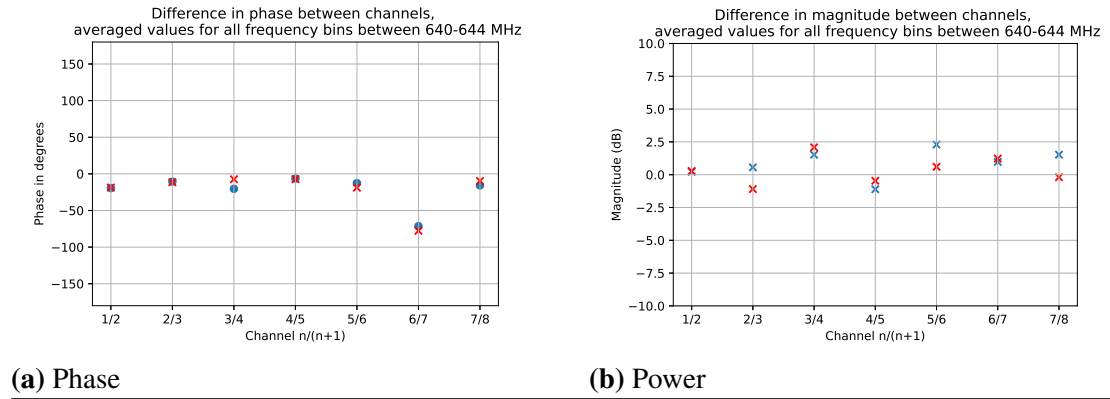 Difference in phase between channels,
averaged values for all frequency bins between 640-644 MHz
150
100
50
0
−50
−100
−150
Phase in degrees
1/2 2/3 3/4 4/5 5/6 6/7 7/8
Channel n/(n+1)
(a) Phase
Difference in magnitude between channels,
averaged values for all frequency bins between 640-644 MHz
10.0
7.5
5.0
2.5
0.0
−2.5
−5.0
−7.5
−10.0
Magnitude (dB)
1/2 2/3 3/4 4/5 5/6 6/7 7/8
Channel n/(n+1)
(b) Power